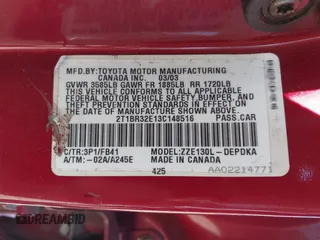 MFD.BY:TOYOTA MOTOR MANUFACTURING
CANADA INC. 03/03
GVWR 3585LB GAWR FR 1885LB RR 1720LB
THIS VEHICLE CONFORMS TO ALL APPLICABLE
FEDERAL MOTOR VEHICLE SAFETY, BUMPER, AND
THEFT PREVENTION STANDARDS IN EFFECT ON
THE DATE OF MANUFACTURE SHOWN ABOVE.
2T1BR32E13C148516 PASS.CAR
C/TR:3P1/FB41 MODEL:ZZE130L-DEPDKA
A/TM:-02A/A245E MADE IN CANADA
425 AA02214771
DREAMBID